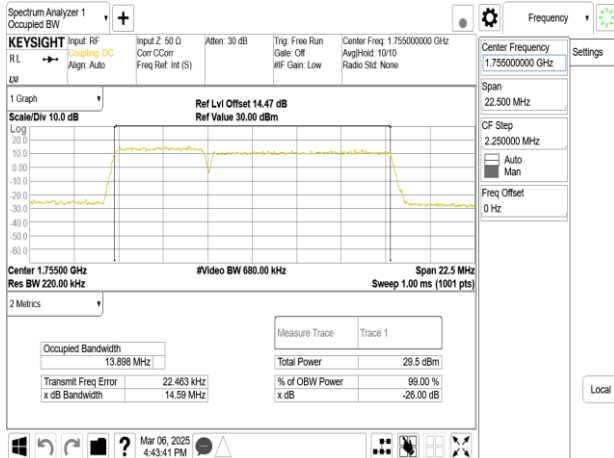 Spectrum Analyzer 1
Occupied BW
Frequency
KEYSIGHT
Input: RF
Coupling: DC
Align: Auto
Input Z: 50 Ω
Corr CCorr
Freq Ref: Int (S)
Atten: 30 dB
Trig: Free Run
Gate: Off
#IF Gain: Low
Center Freq: 1.755000000 GHz
Avg|Hold: 10/10
Radio Std: None
RL
LXI
Center Frequency
1.755000000 GHz
Settings
Span
22.500 MHz
CF Step
2.250000 MHz
Auto
Man
Freq Offset
0 Hz
1 Graph
Scale/Div 10.0 dB
Ref Lvl Offset 14.47 dB
Ref Value 30.00 dBm
Log
20.0
10.0
0.00
-10.0
-20.0
-30.0
-40.0
-50.0
-60.0
Center 1.75500 GHz
#Video BW 680.00 kHz
Span 22.5 MHz
Res BW 220.00 kHz
Sweep 1.00 ms (1001 pts)
2 Metrics
Measure Trace
Trace 1
Occupied Bandwidth
13.898 MHz
Total Power
29.5 dBm
Transmit Freq Error
22.463 kHz
% of OBW Power
99.00 %
x dB Bandwidth
14.59 MHz
x dB
-26.00 dB
Local
?
Mar 06, 2025
4:43:41 PM